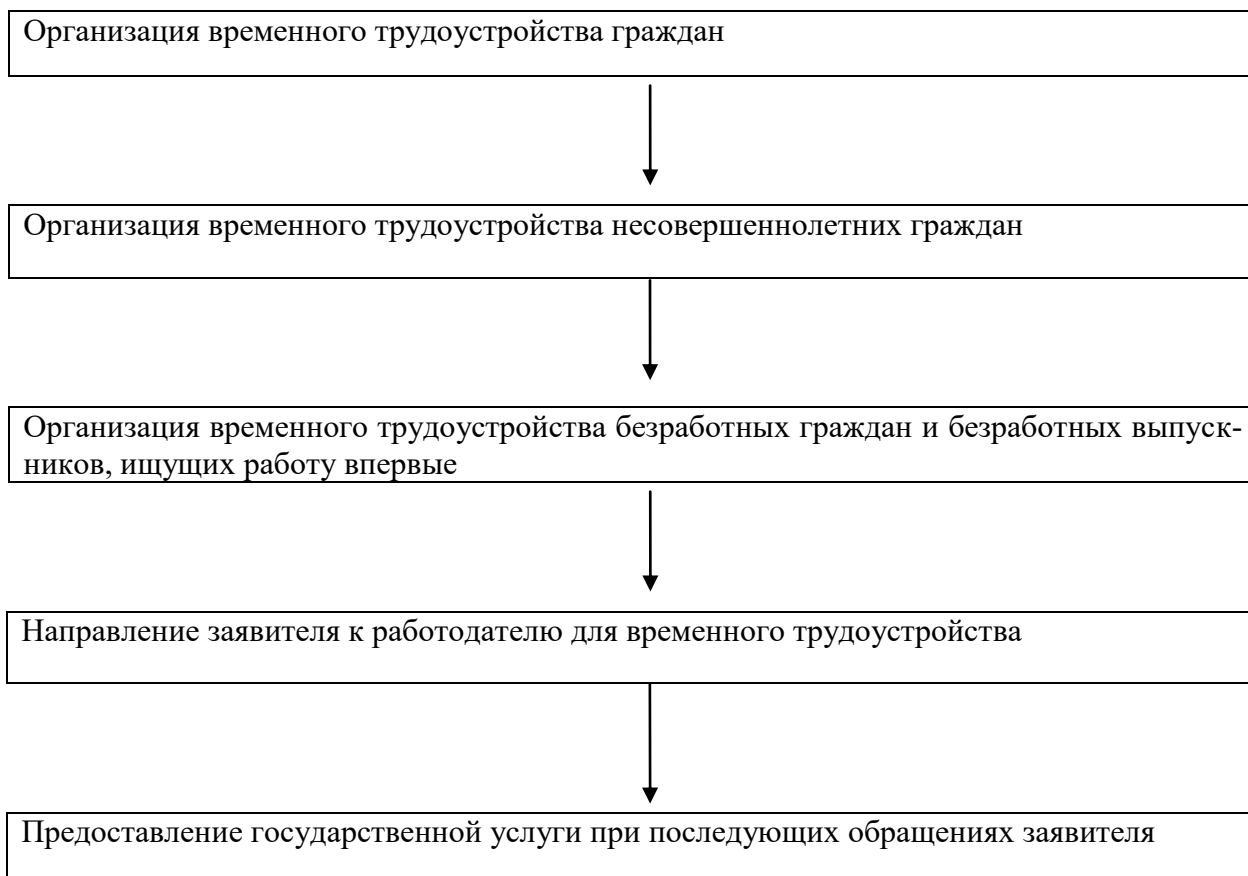 Организация временного трудоустройства граждан
Организация временного трудоустройства несовершеннолетних граждан
Организация временного трудоустройства безработных граждан и безработных выпуск-
ников, ищущих работу впервые
Направление заявителя к работодателю для временного трудоустройства
Предоставление государственной услуги при последующих обращениях заявителя